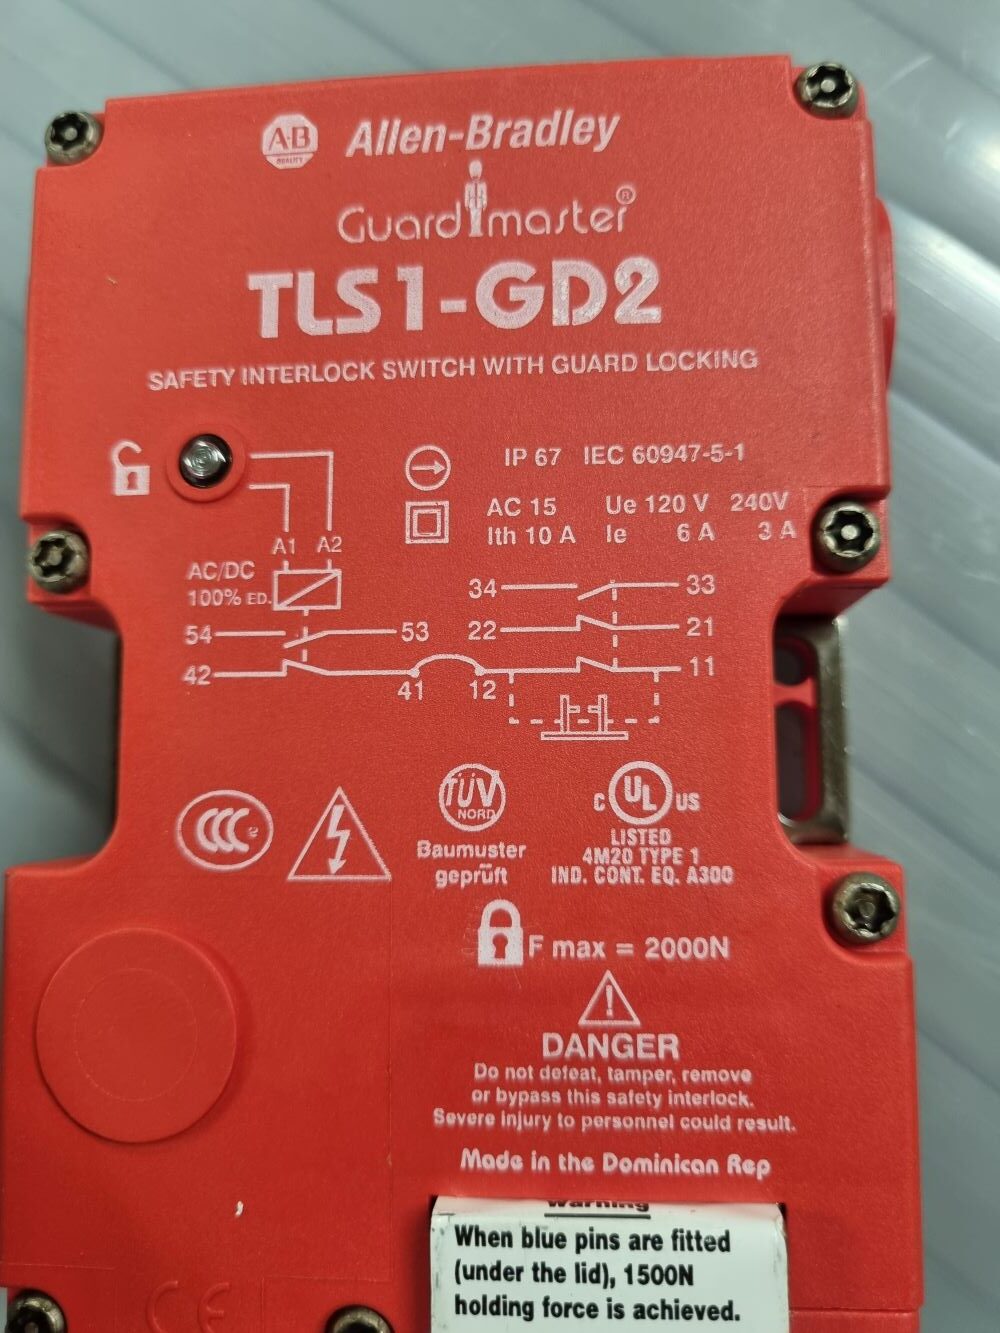 A-B
QUALITY
Allen-Bradley
Guardmaster®
TLS1-GD2
SAFETY INTERLOCK SWITCH WITH GUARD LOCKING
IP 67 IEC 60947-5-1
AC 15 Ue 120 V 240V
Ith 10 A Ie 6 A 3 A
A1 A2
AC/DC
100% ED.
34 33
54 53 22 21
42 41 12 11
CCC
TÜV
NORD
Baumuster
geprüft
C UL US
LISTED
4M20 TYPE 1
IND. CONT. EQ. A300
F max = 2000N
DANGER
Do not defeat, tamper, remove
or bypass this safety interlock.
Severe injury to personnel could result.
Made in the Dominican Rep
Warning
When blue pins are fitted
(under the lid), 1500N
holding force is achieved.
CE